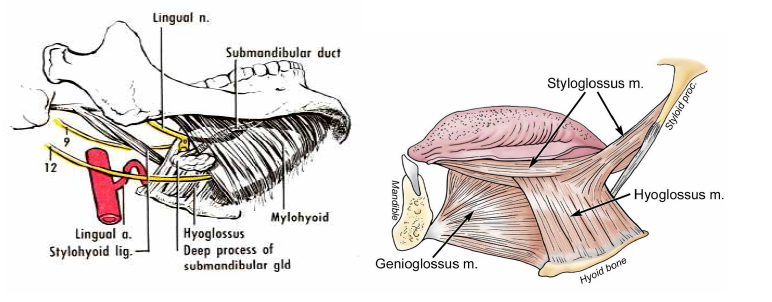 Lingual n.
Submandibular duct
9
12
Lingual a.
Stylohyoid lig.
Hyoglossus
Deep process of
submandibular gld
Mylohyoid
Styloglossus m.
Styloid proc.
Mandible
Hyoglossus m.
Genioglossus m.
Hyoid bone